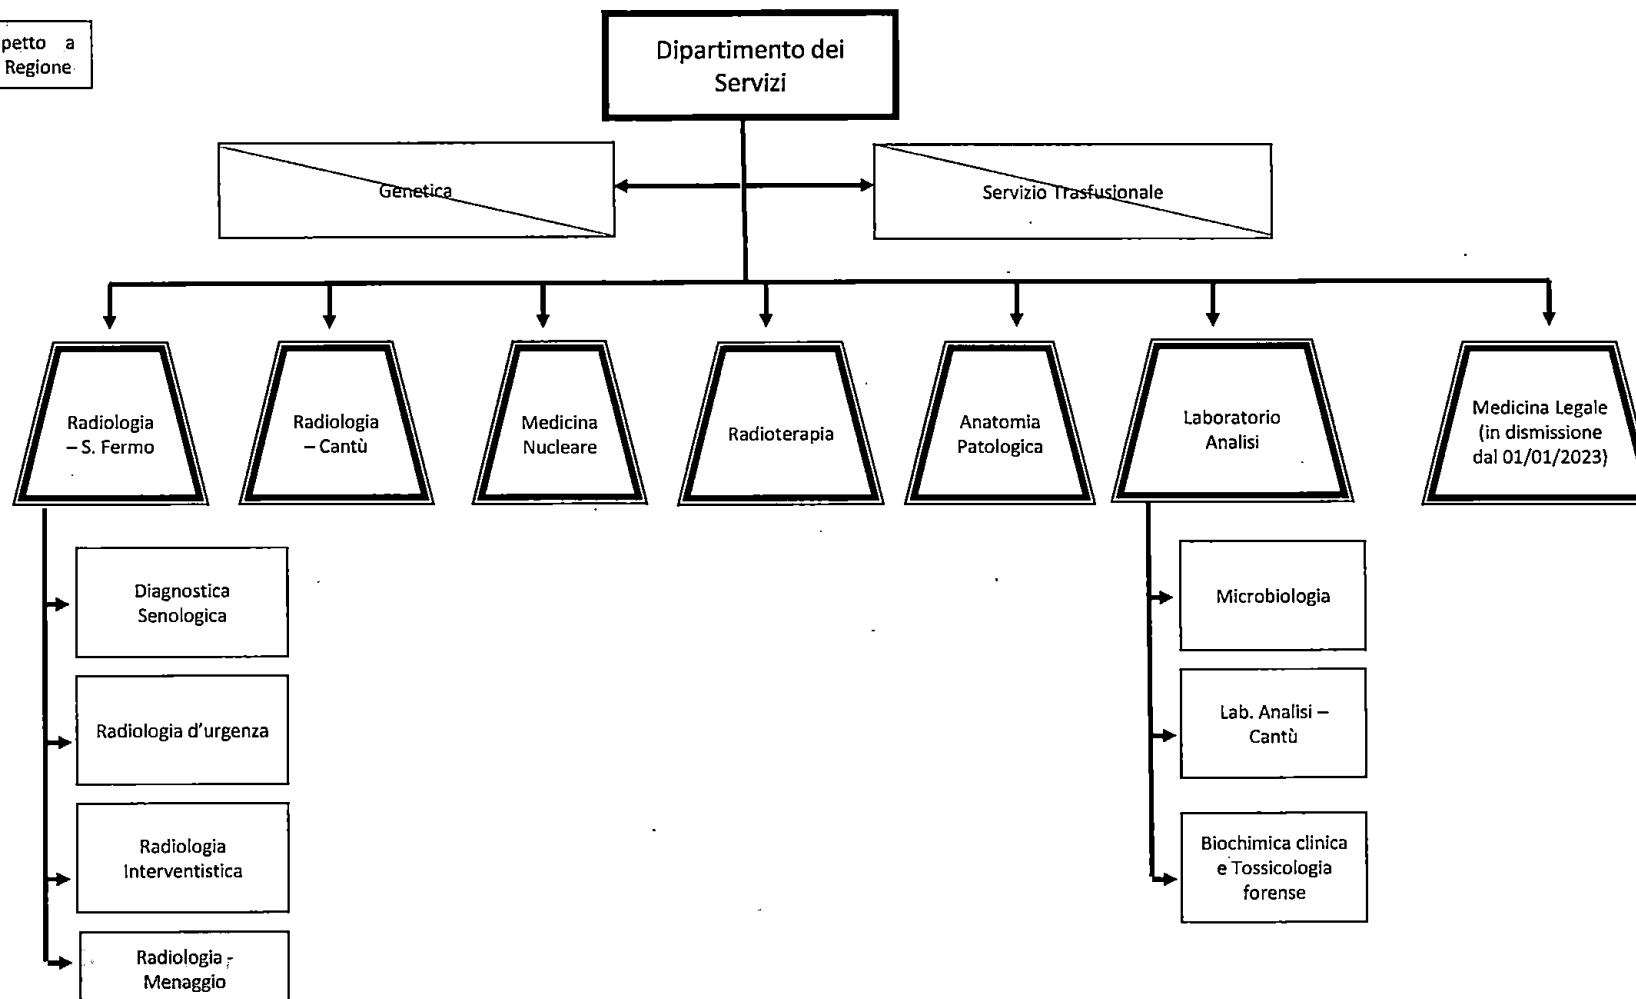 petto a
Regione
Dipartimento dei
Servizi
Genetica
Servizio Trasfusionale
Radiologia
– S. Fermo
Radiologia
– Cantù
Medicina
Nucleare
Radioterapia
Anatomia
Patologica
Laboratorio
Analisi
Medicina Legale
(in dismissione
dal 01/01/2023)
Diagnostica
Senologica
Radiologia d'urgenza
Radiologia
Interventistica
Radiologia -
Menaggio
Microbiologia
Lab. Analisi –
Cantù
Biochimica clinica
e Tossicologia
forense